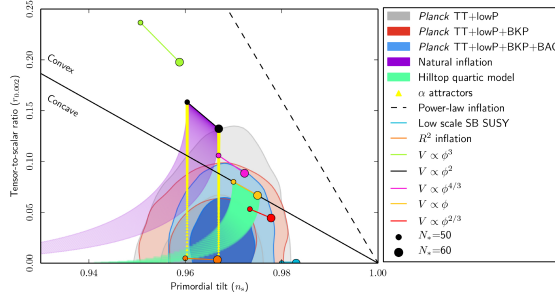 0.25
0.20
0.15
0.10
0.05
0.00
Tensor-to-scalar ratio (r0.002)
Convex
Concave
0.94
0.96
0.98
1.00
Primordial tilt (ns)
Planck TT+lowP
Planck TT+lowP+BKP
Planck TT+lowP+BKP+BAO
Natural inflation
Hilltop quartic model
α attractors
Power-law inflation
Low scale SB SUSY
R² inflation
V ∝ ϕ³
V ∝ ϕ²
V ∝ ϕ^4/3
V ∝ ϕ
V ∝ ϕ^2/3
N*=50
N*=60